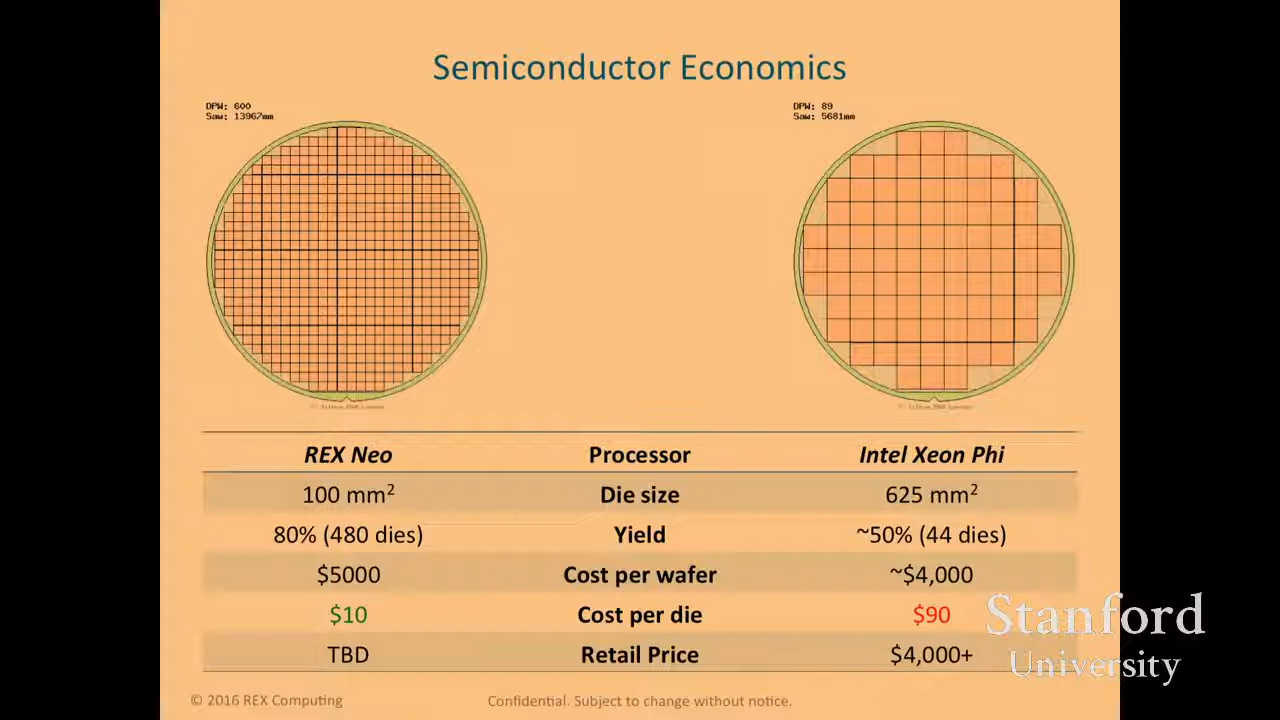 Semiconductor Economics
DPW: 600
Saw: 13967mm
DPW: 89
Saw: 5681mm
REX Neo Processor Intel Xeon Phi
100 mm² Die size 625 mm²
80% (480 dies) Yield ~50% (44 dies)
$5000 Cost per wafer ~$4,000
$10 Cost per die $90
TBD Retail Price $4,000+
Stanford
University
© 2016 REX Computing Confidential. Subject to change without notice.